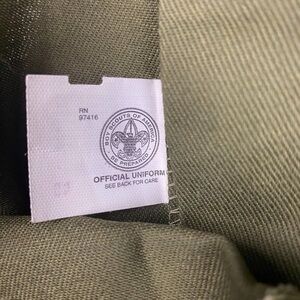 RN
97416
BOY SCOUTS OF AMERICA
BE PREPARED
OFFICIAL UNIFORM
SEE BACK FOR CARE